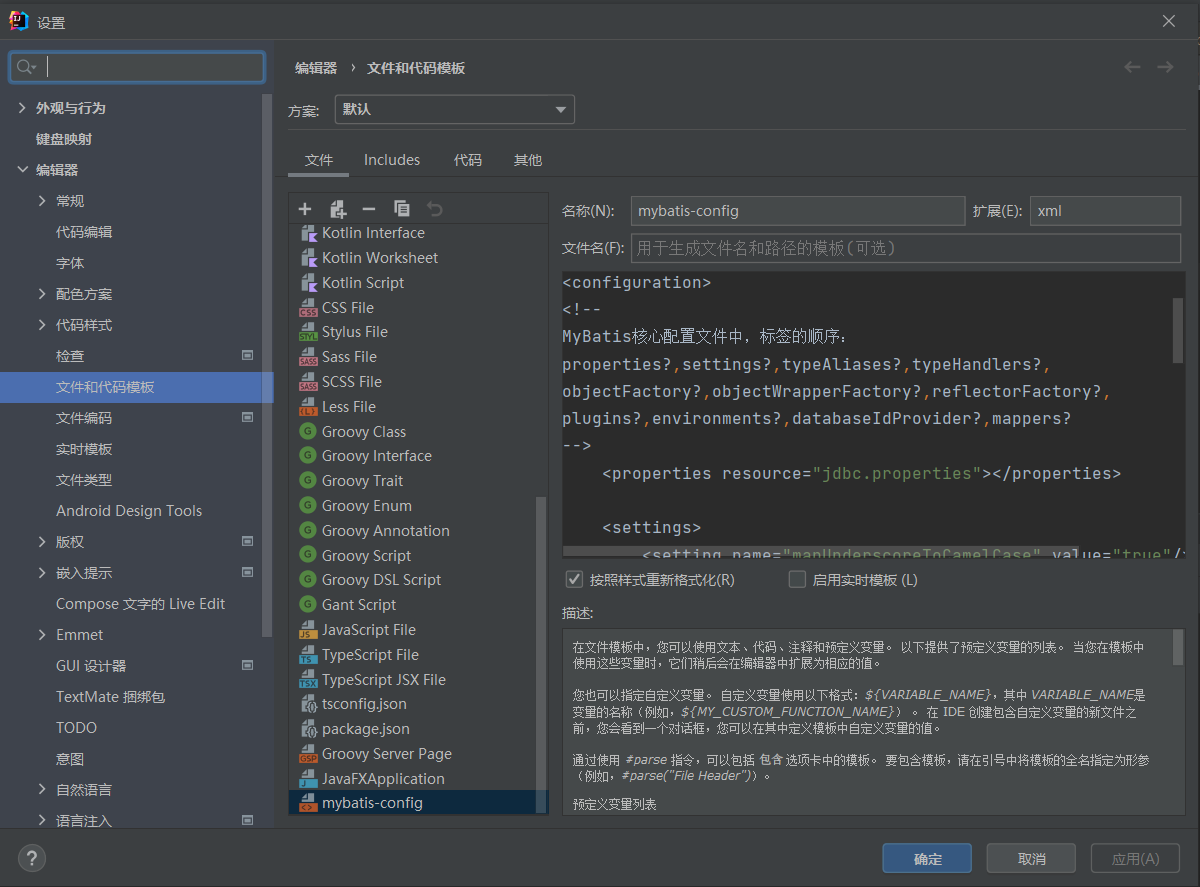 设置
编辑器 › 文件和代码模板
外观与行为
键盘映射
编辑器
常规
代码编辑
字体
配色方案
代码样式
检查
文件和代码模板
文件编码
实时模板
文件类型
Android Design Tools
版权
嵌入提示
Compose 文字的 Live Edit
Emmet
GUI 设计器
TextMate 捆绑包
TODO
意图
自然语言
语言注入
方案:
默认
文件 Includes 代码 其他
Kotlin Interface
Kotlin Worksheet
Kotlin Script
CSS File
Stylus File
Sass File
SCSS File
Less File
Groovy Class
Groovy Interface
Groovy Trait
Groovy Enum
Groovy Annotation
Groovy Script
Groovy DSL Script
Gant Script
JavaScript File
TypeScript File
TypeScript JSX File
tsconfig.json
package.json
Groovy Server Page
JavaFXApplication
mybatis-config
名称(N): mybatis-config 扩展(E): xml
文件名(F): 用于生成文件名和路径的模板(可选)
<configuration>
<!--
MyBatis核心配置文件中，标签的顺序：
properties?,settings?,typeAliases?,typeHandlers?,
objectFactory?,objectWrapperFactory?,reflectorFactory?,
plugins?,environments?,databaseIdProvider?,mappers?
-->
<properties resource="jdbc.properties"></properties>
<settings>
<setting name="mapUnderscoreToCamelCase" value="true"/
按照样式重新格式化(R) 启用实时模板 (L)
描述:
在文件模板中，您可以使用文本、代码、注释和预定义变量。 以下提供了预定义变量的列表。 当您在模板中
使用这些变量时，它们稍后会在编辑器中扩展为相应的值。
您也可以指定自定义变量。 自定义变量使用以下格式：${VARIABLE_NAME}，其中 VARIABLE_NAME是
变量的名称（例如，${MY_CUSTOM_FUNCTION_NAME}）。 在 IDE 创建包含自定义变量的新文件之
前，您会看到一个对话框，您可以在其中定义模板中自定义变量的值。
通过使用 #parse 指令，可以包括 包含 选项卡中的模板。 要包含模板，请在引号中将模板的全名指定为形参
（例如，#parse("File Header")）。
预定义变量列表
?
确定 取消 应用(A)